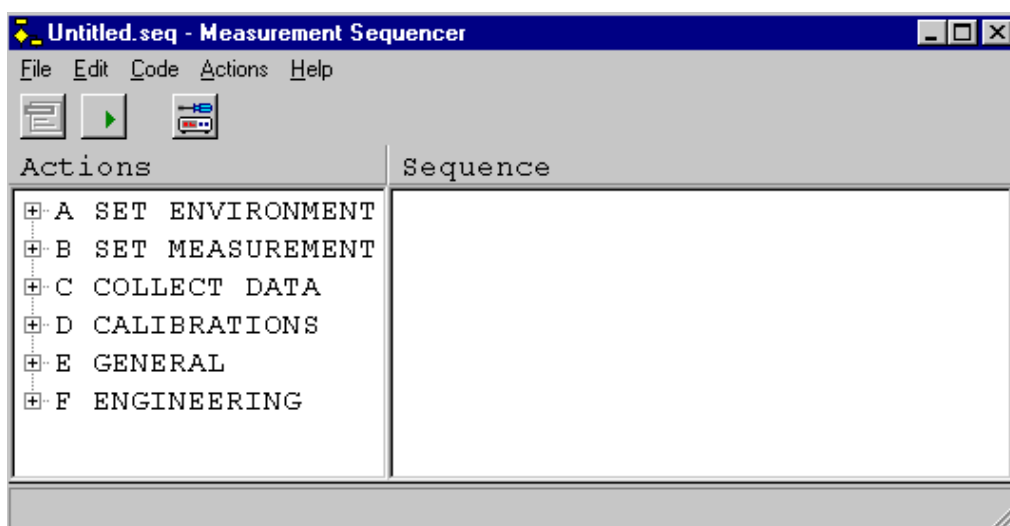 Untitled.seq - Measurement Sequencer
File Edit Code Actions Help
Actions Sequence
A SET ENVIRONMENT
B SET MEASUREMENT
C COLLECT DATA
D CALIBRATIONS
E GENERAL
F ENGINEERING